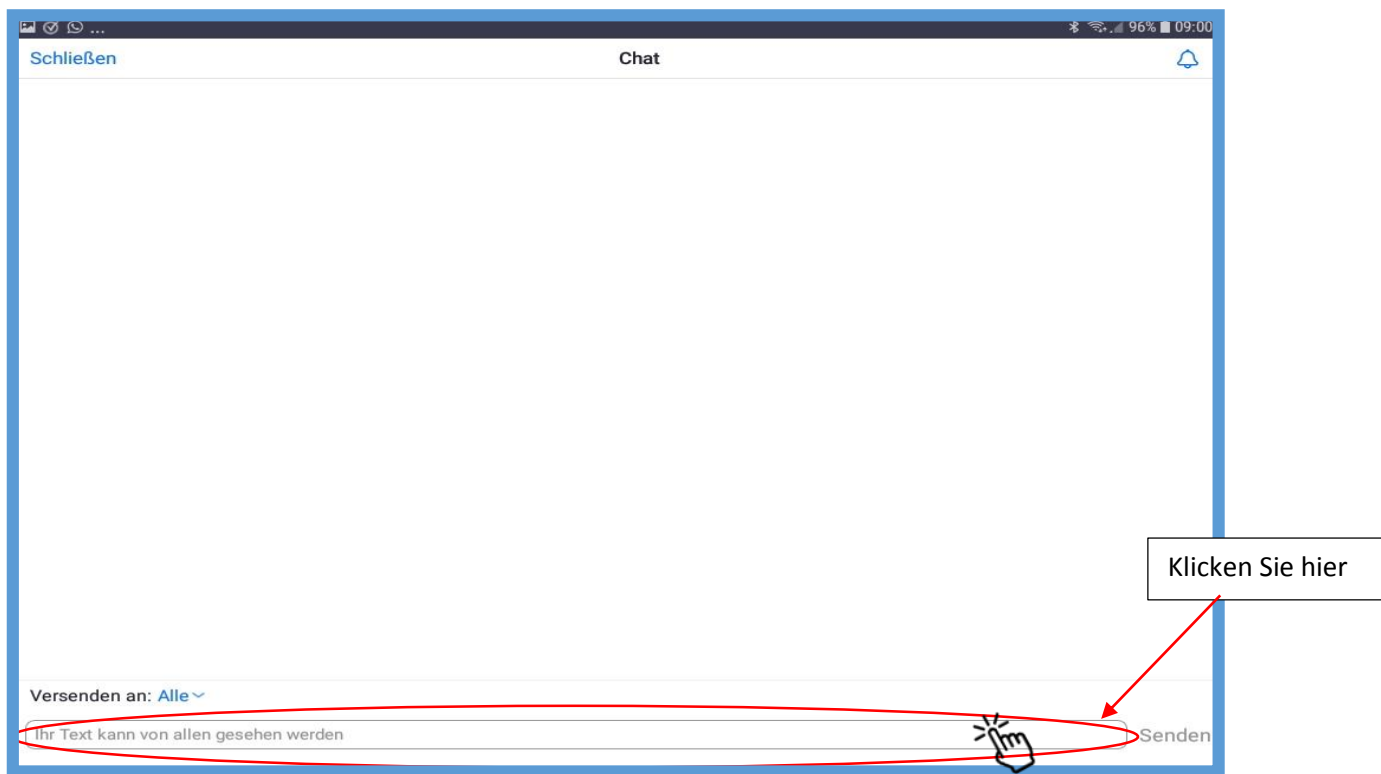 ... 96% 09:00
Schließen Chat
Klicken Sie hier
Versenden an: Alle
Ihr Text kann von allen gesehen werden Senden